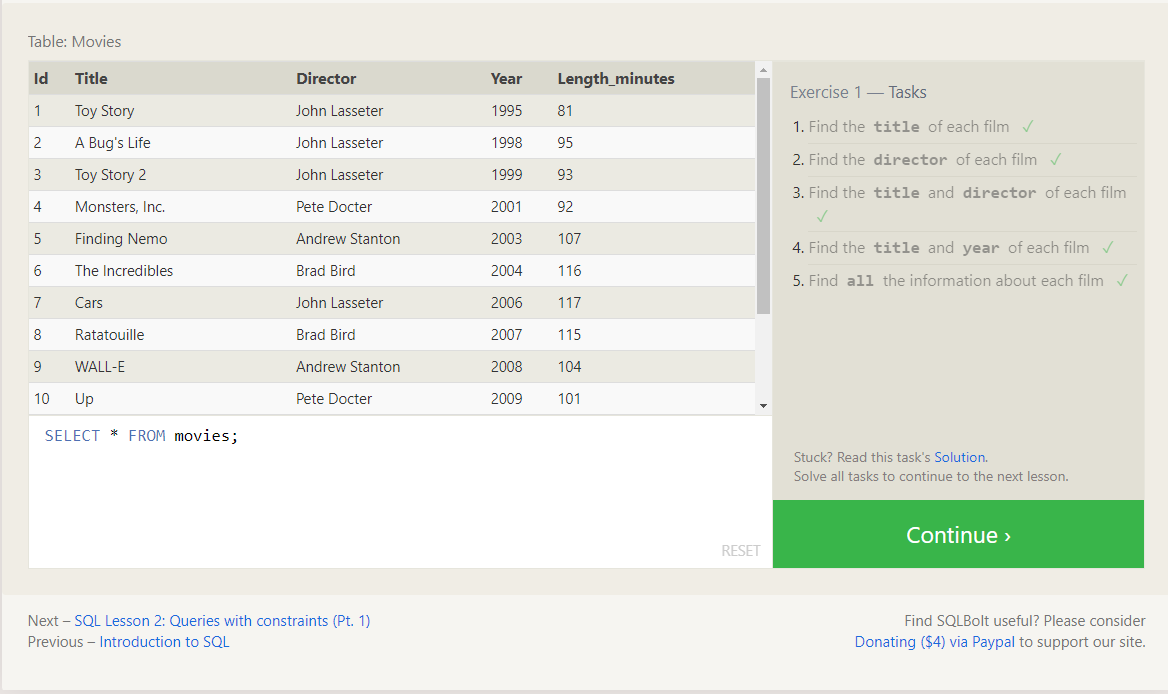 Table: Movies
Id Title Director Year Length_minutes
1 Toy Story John Lasseter 1995 81
2 A Bug's Life John Lasseter 1998 95
3 Toy Story 2 John Lasseter 1999 93
4 Monsters, Inc. Pete Docter 2001 92
5 Finding Nemo Andrew Stanton 2003 107
6 The Incredibles Brad Bird 2004 116
7 Cars John Lasseter 2006 117
8 Ratatouille Brad Bird 2007 115
9 WALL-E Andrew Stanton 2008 104
10 Up Pete Docter 2009 101
SELECT * FROM movies;
RESET
Exercise 1 — Tasks
1. Find the title of each film ✓
2. Find the director of each film ✓
3. Find the title and director of each film
✓
4. Find the title and year of each film ✓
5. Find all the information about each film ✓
Stuck? Read this task's Solution.
Solve all tasks to continue to the next lesson.
Continue ›
Next – SQL Lesson 2: Queries with constraints (Pt. 1)
Previous – Introduction to SQL
Find SQLBolt useful? Please consider
Donating ($4) via Paypal to support our site.